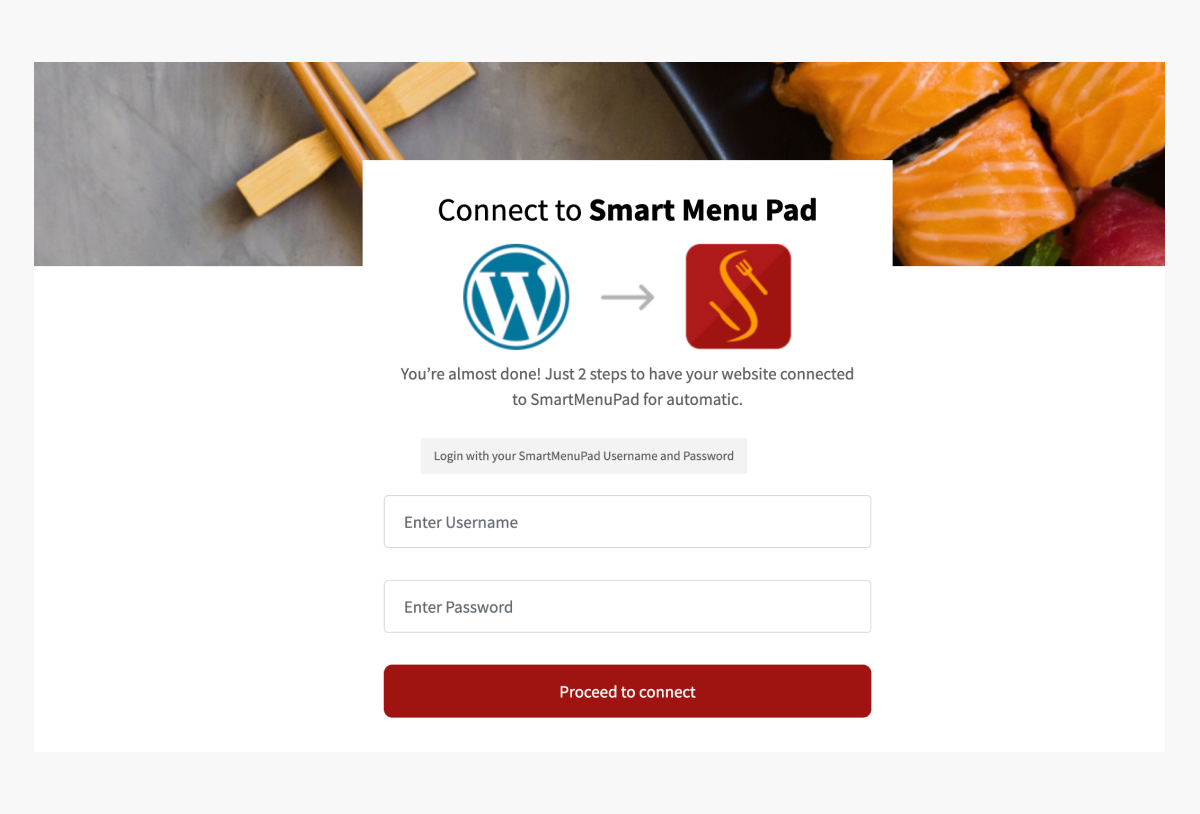 Connect to Smart Menu Pad
You’re almost done! Just 2 steps to have your website connected
to SmartMenuPad for automatic.
Login with your SmartMenuPad Username and Password
Enter Username
Enter Password
Proceed to connect